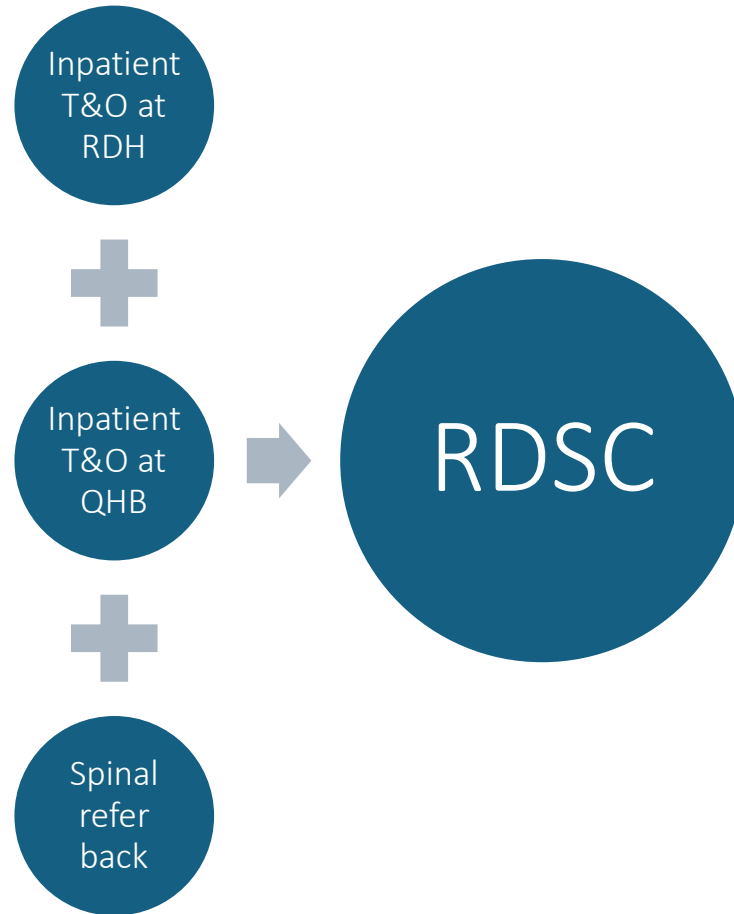 Inpatient
T&O at
RDH
Inpatient
T&O at
QHB
RDSC
Spinal
refer
back